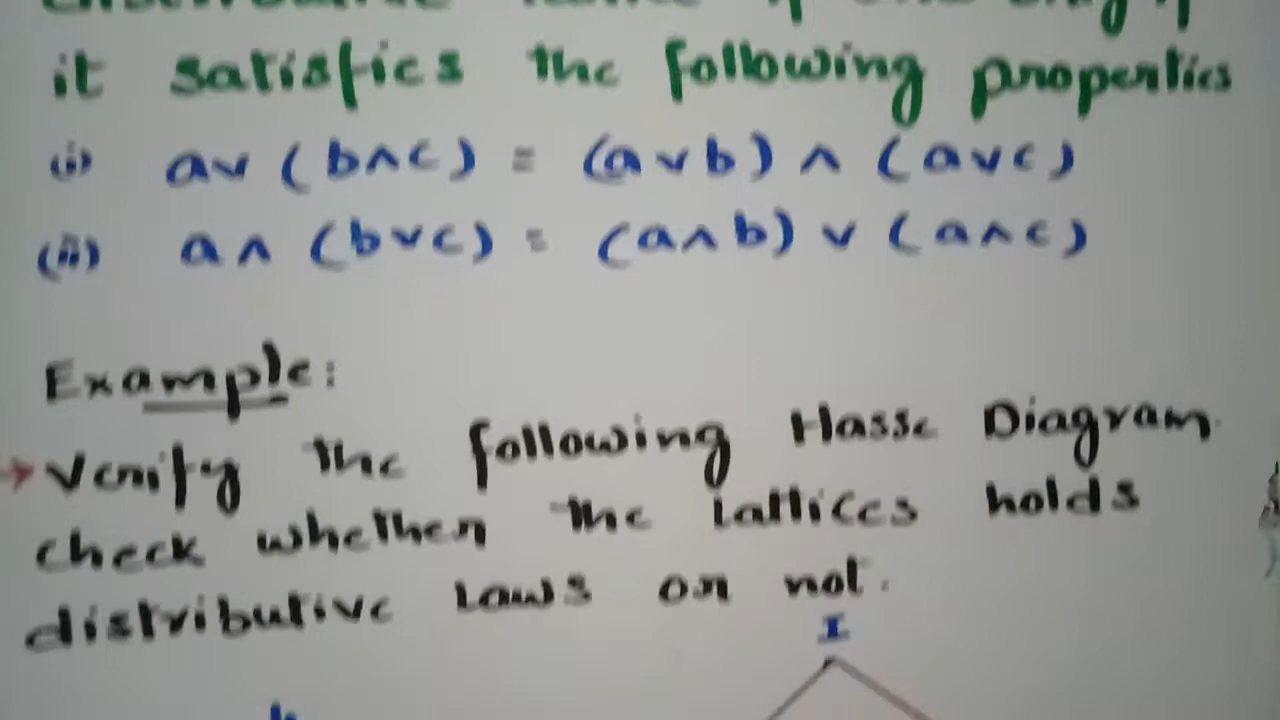 it satisfies the following properties
(i) a∨ (b∧c) = (a∨b) ∧ (a∨c)
(ii) a∧ (b∨c) = (a∧b) ∨ (a∧c)
Example:
→ Verify the following Hasse Diagram
check whether the lattices holds
distributive laws or not.
I